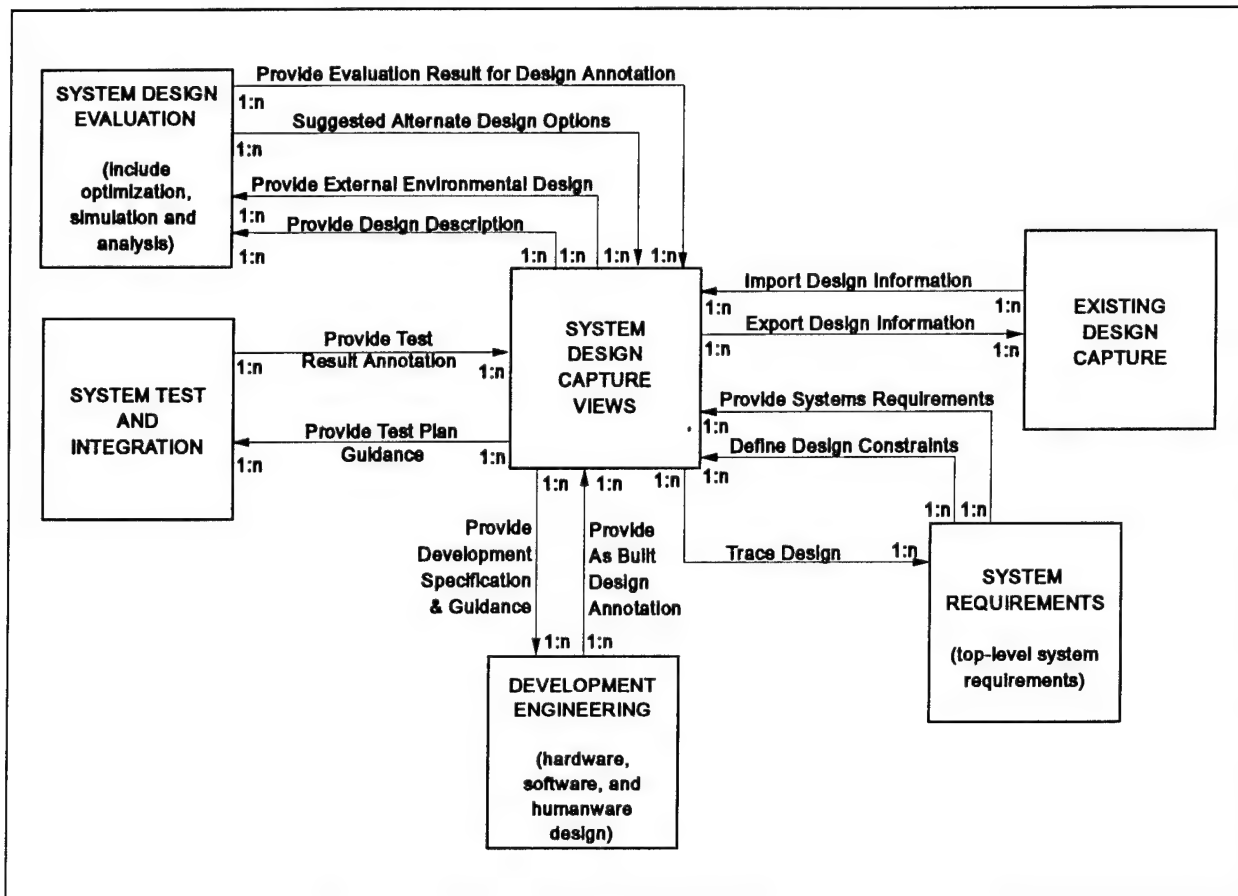 Provide Evaluation Result for Design Annotation
SYSTEM DESIGN
EVALUATION
(include
optimization,
simulation and
analysis)
1:n
Suggested Alternate Design Options
1:n
Provide External Environmental Design
1:n
Provide Design Description
1:n
1:n
1:n
1:n
1:n
SYSTEM
DESIGN
CAPTURE
VIEWS
Import Design Information
1:n
1:n
Export Design Information
1:n
1:n
EXISTING
DESIGN
CAPTURE
SYSTEM TEST
AND
INTEGRATION
Provide Test
Result Annotation
1:n
1:n
Provide Test Plan
Guidance
1:n
1:n
Provide Systems Requirements
1:n
Define Design Constraints
1:n
1:n
1:n
1:n
1:n
1:n
Provide
Development
Specification
& Guidance
Provide
As Built
Design
Annotation
Trace Design
1:n
SYSTEM
REQUIREMENTS
(top-level system
requirements)
1:n
1:n
DEVELOPMENT
ENGINEERING
(hardware,
software, and
humanware
design)